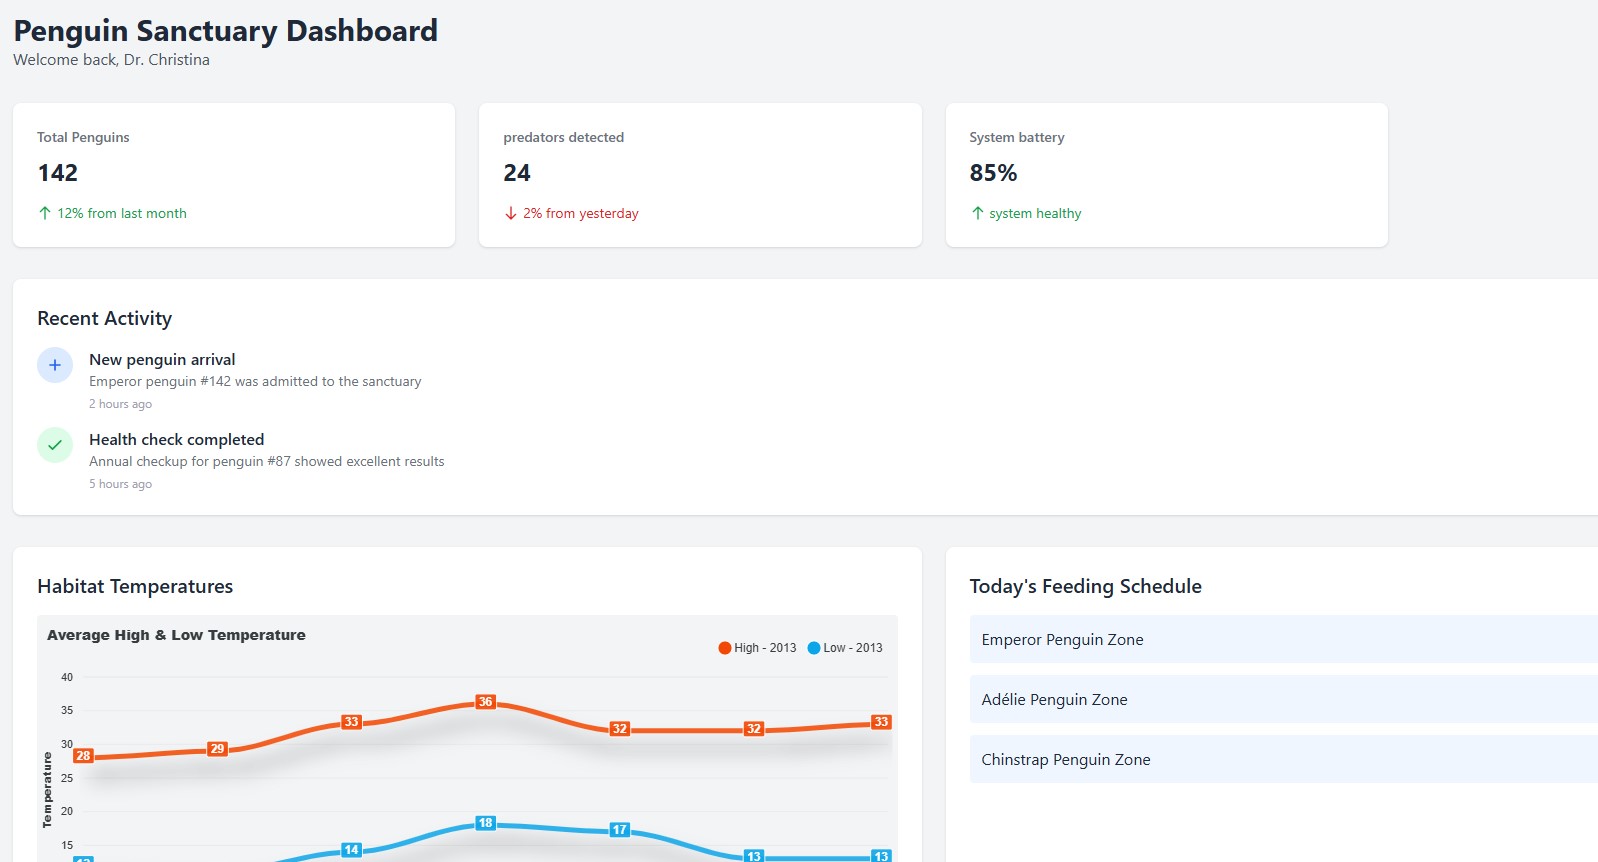 Penguin Sanctuary Dashboard
Welcome back, Dr. Christina
Total Penguins
142
↑ 12% from last month
predators detected
24
↓ 2% from yesterday
System battery
85%
↑ system healthy
Recent Activity
New penguin arrival
Emperor penguin #142 was admitted to the sanctuary
2 hours ago
Health check completed
Annual checkup for penguin #87 showed excellent results
5 hours ago
Habitat Temperatures
Average High & Low Temperature
High - 2013 Low - 2013
40
35
30
25
20
15
Temperature
28 29 33 36 32 32 33
14 18 17 13 13
Today's Feeding Schedule
Emperor Penguin Zone
Adélie Penguin Zone
Chinstrap Penguin Zone